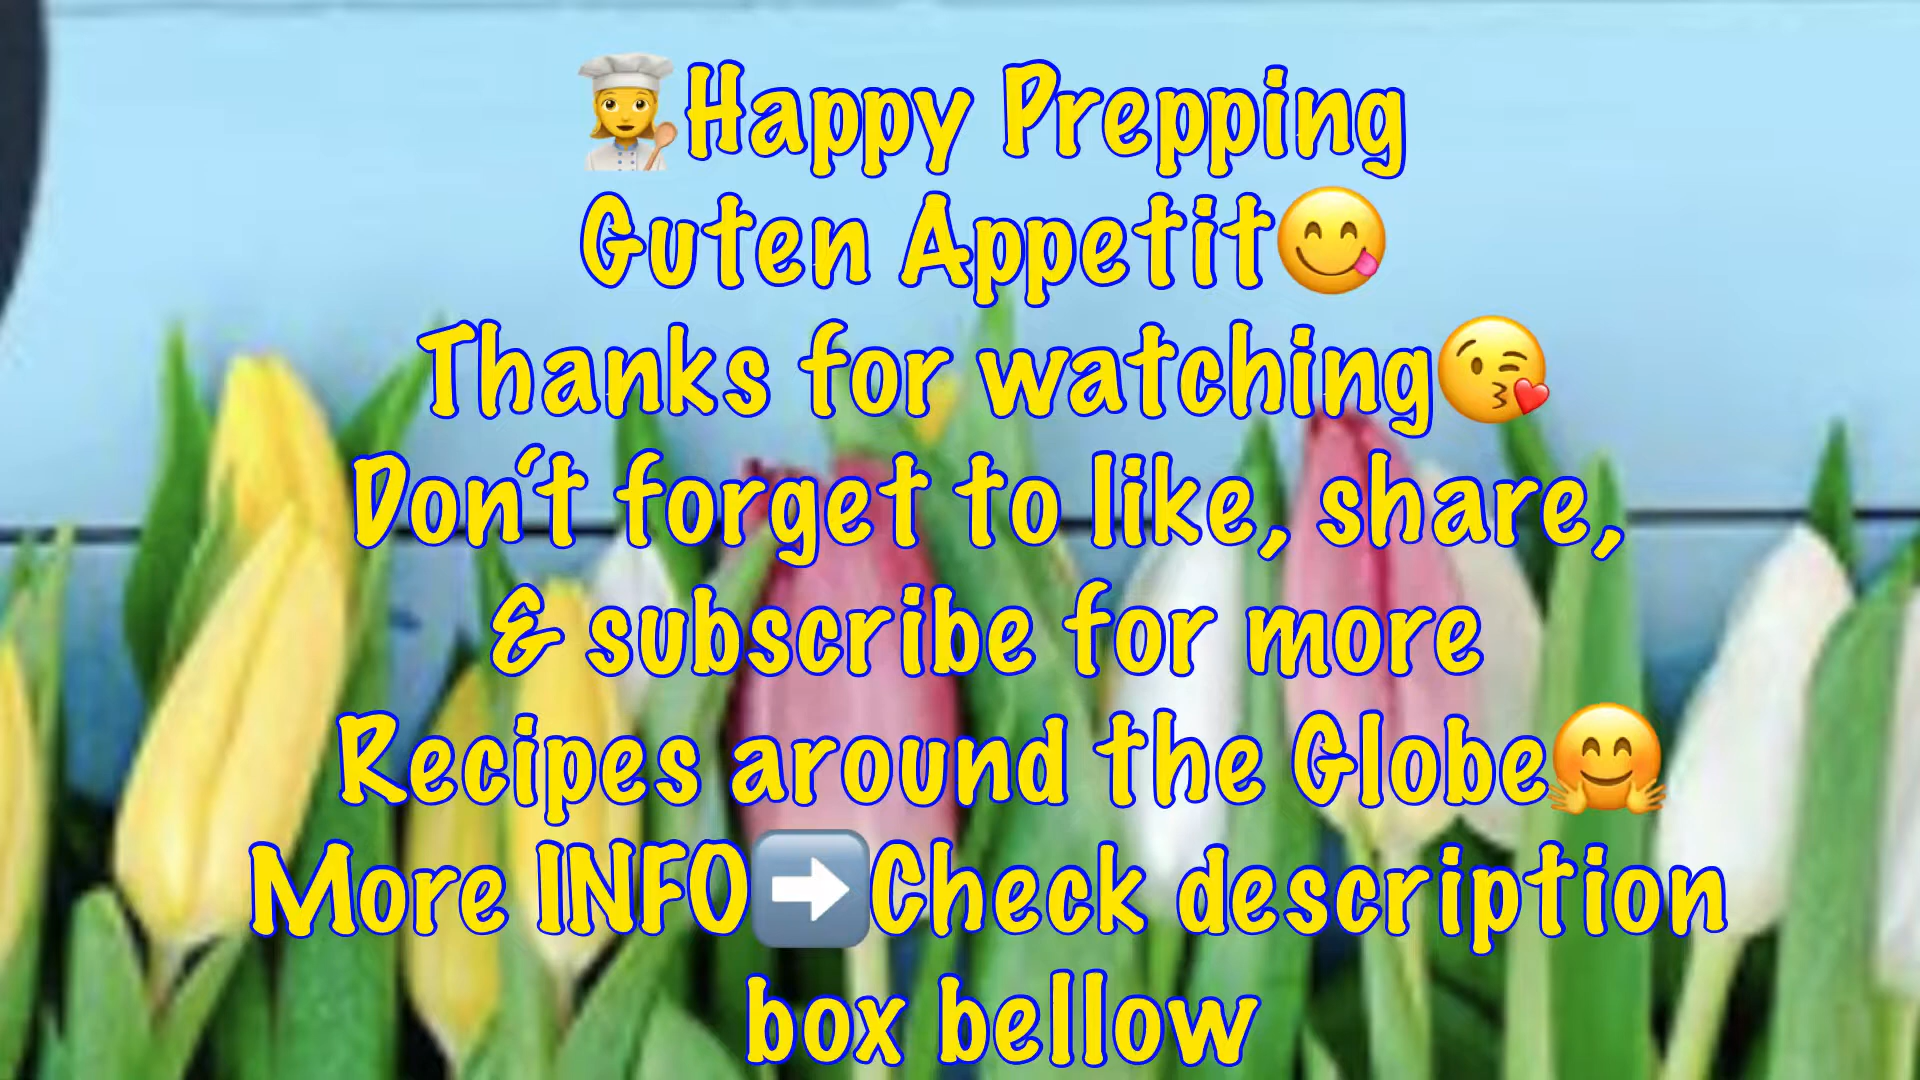 👩‍🍳Happy Prepping
Guten Appetit😋
Thanks for watching😘
Don‘t forget to like, share,
& subscribe for more
Recipes around the Globe🤗
More INFO➡️Check description
box bellow